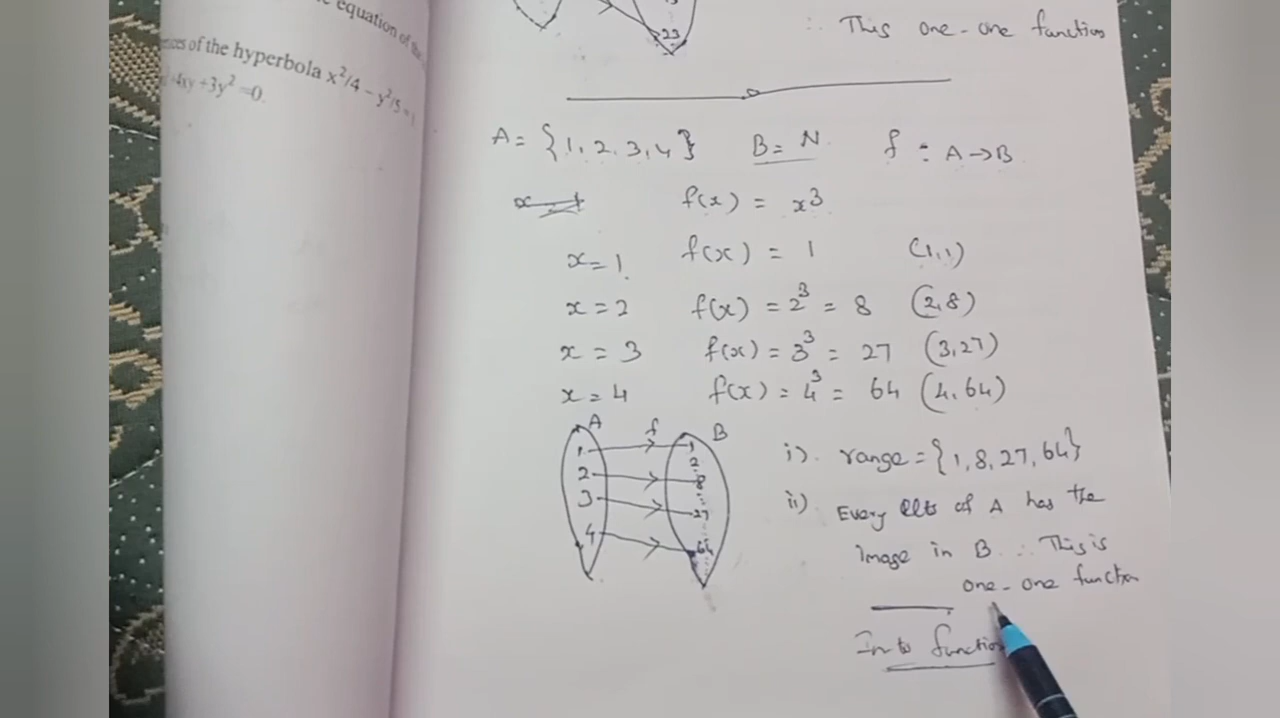 equation of the
of the hyperbola x²/4 – y²/5 = 1
4xy +3y² =0.
23
∴ This one-one function
A = {1, 2, 3, 4} B = N f : A → B
f(x) = x³
x = 1 f(x) = 1 (1,1)
x = 2 f(x) = 2³ = 8 (2,8)
x = 3 f(x) = 3³ = 27 (3,27)
x = 4 f(x) = 4³ = 64 (4,64)
A f B
1 1
2 2
8
3 27
4 64
i). range = {1, 8, 27, 64}
ii) Every elts of A has the
Image in B ∴ This is
one-one function
Into function